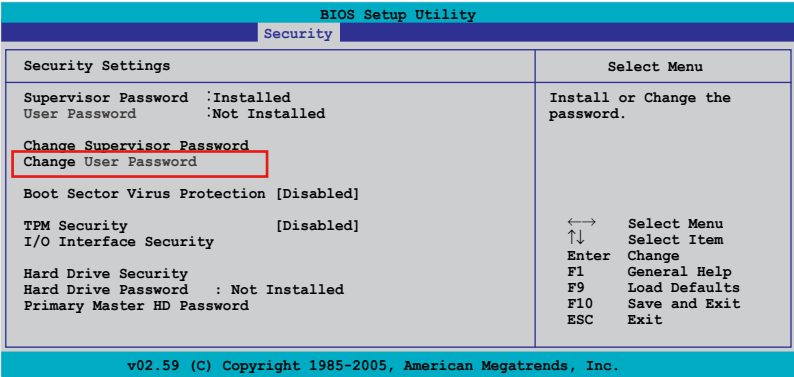 BIOS Setup Utility
Security
Security Settings
Supervisor Password :Installed
User Password :Not Installed
Change Supervisor Password
Change User Password
Boot Sector Virus Protection [Disabled]
TPM Security [Disabled]
I/O Interface Security
Hard Drive Security
Hard Drive Password : Not Installed
Primary Master HD Password
Select Menu
Install or Change the
password.
←→ Select Menu
↑↓ Select Item
Enter Change
F1 General Help
F9 Load Defaults
F10 Save and Exit
ESC Exit
v02.59 (C) Copyright 1985-2005, American Megatrends, Inc.